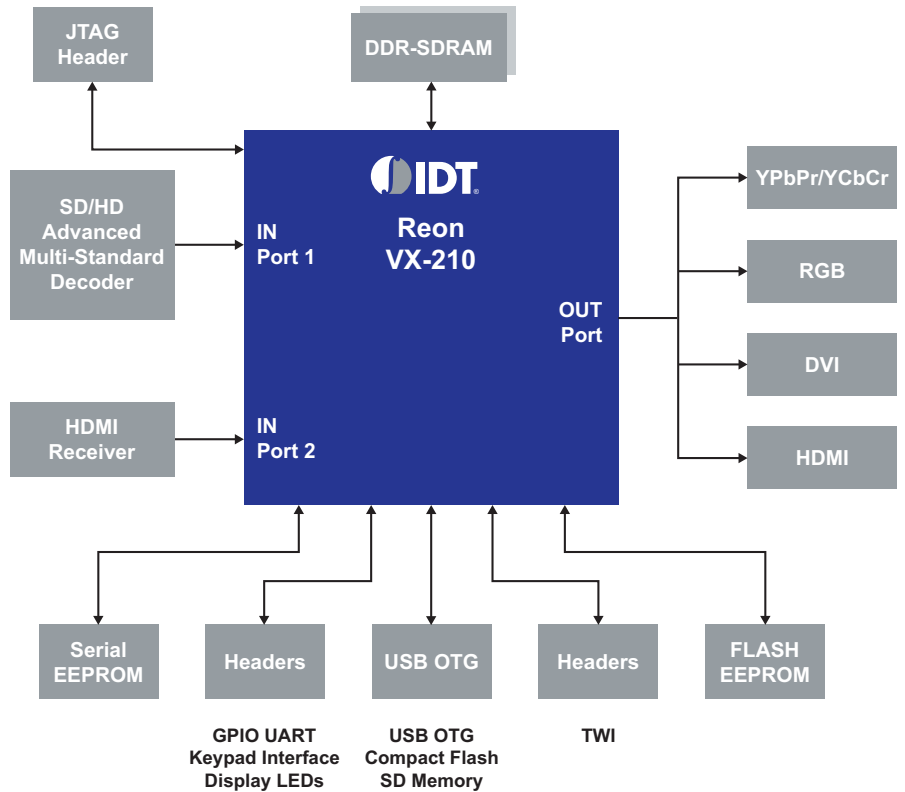 JTAG
Header
DDR-SDRAM
SD/HD
Advanced
Multi-Standard
Decoder
HDMI
Receiver
IDT®
Reon
VX-210
IN
Port 1
IN
Port 2
OUT
Port
YPbPr/YCbCr
RGB
DVI
HDMI
Serial
EEPROM
Headers
USB OTG
Headers
FLASH
EEPROM
GPIO UART
Keypad Interface
Display LEDs
USB OTG
Compact Flash
SD Memory
TWI